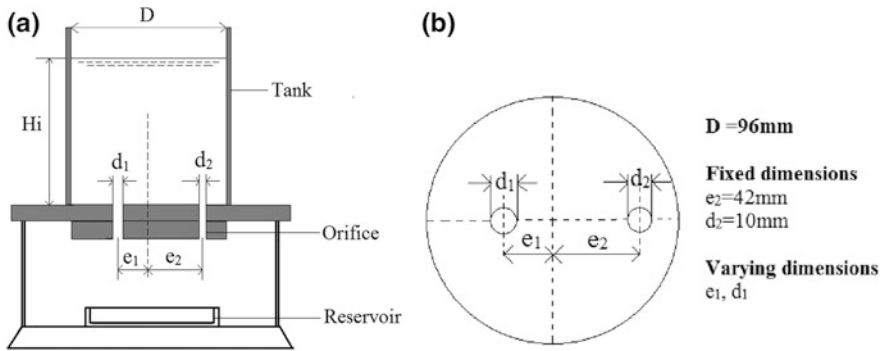 (a)
D
Tank
Hi
d₁
d₂
Orifice
e₁
e₂
Reservoir
(b)
d₁
d₂
e₁
e₂
D =96mm
Fixed dimensions
e₂=42mm
d₂=10mm
Varying dimensions
e₁, d₁